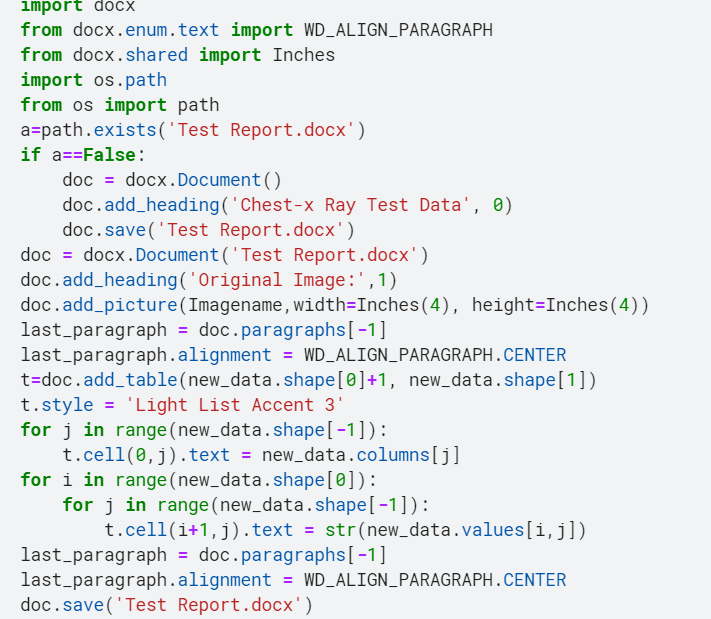 import docx
from docx.enum.text import WD_ALIGN_PARAGRAPH
from docx.shared import Inches
import os.path
from os import path
a=path.exists('Test Report.docx')
if a==False:
    doc = docx.Document()
    doc.add_heading('Chest-x Ray Test Data', 0)
    doc.save('Test Report.docx')
doc = docx.Document('Test Report.docx')
doc.add_heading('Original Image:',1)
doc.add_picture(Imagename,width=Inches(4), height=Inches(4))
last_paragraph = doc.paragraphs[-1]
last_paragraph.alignment = WD_ALIGN_PARAGRAPH.CENTER
t=doc.add_table(new_data.shape[0]+1, new_data.shape[1])
t.style = 'Light List Accent 3'
for j in range(new_data.shape[-1]):
    t.cell(0,j).text = new_data.columns[j]
for i in range(new_data.shape[0]):
    for j in range(new_data.shape[-1]):
        t.cell(i+1,j).text = str(new_data.values[i,j])
last_paragraph = doc.paragraphs[-1]
last_paragraph.alignment = WD_ALIGN_PARAGRAPH.CENTER
doc.save('Test Report.docx')